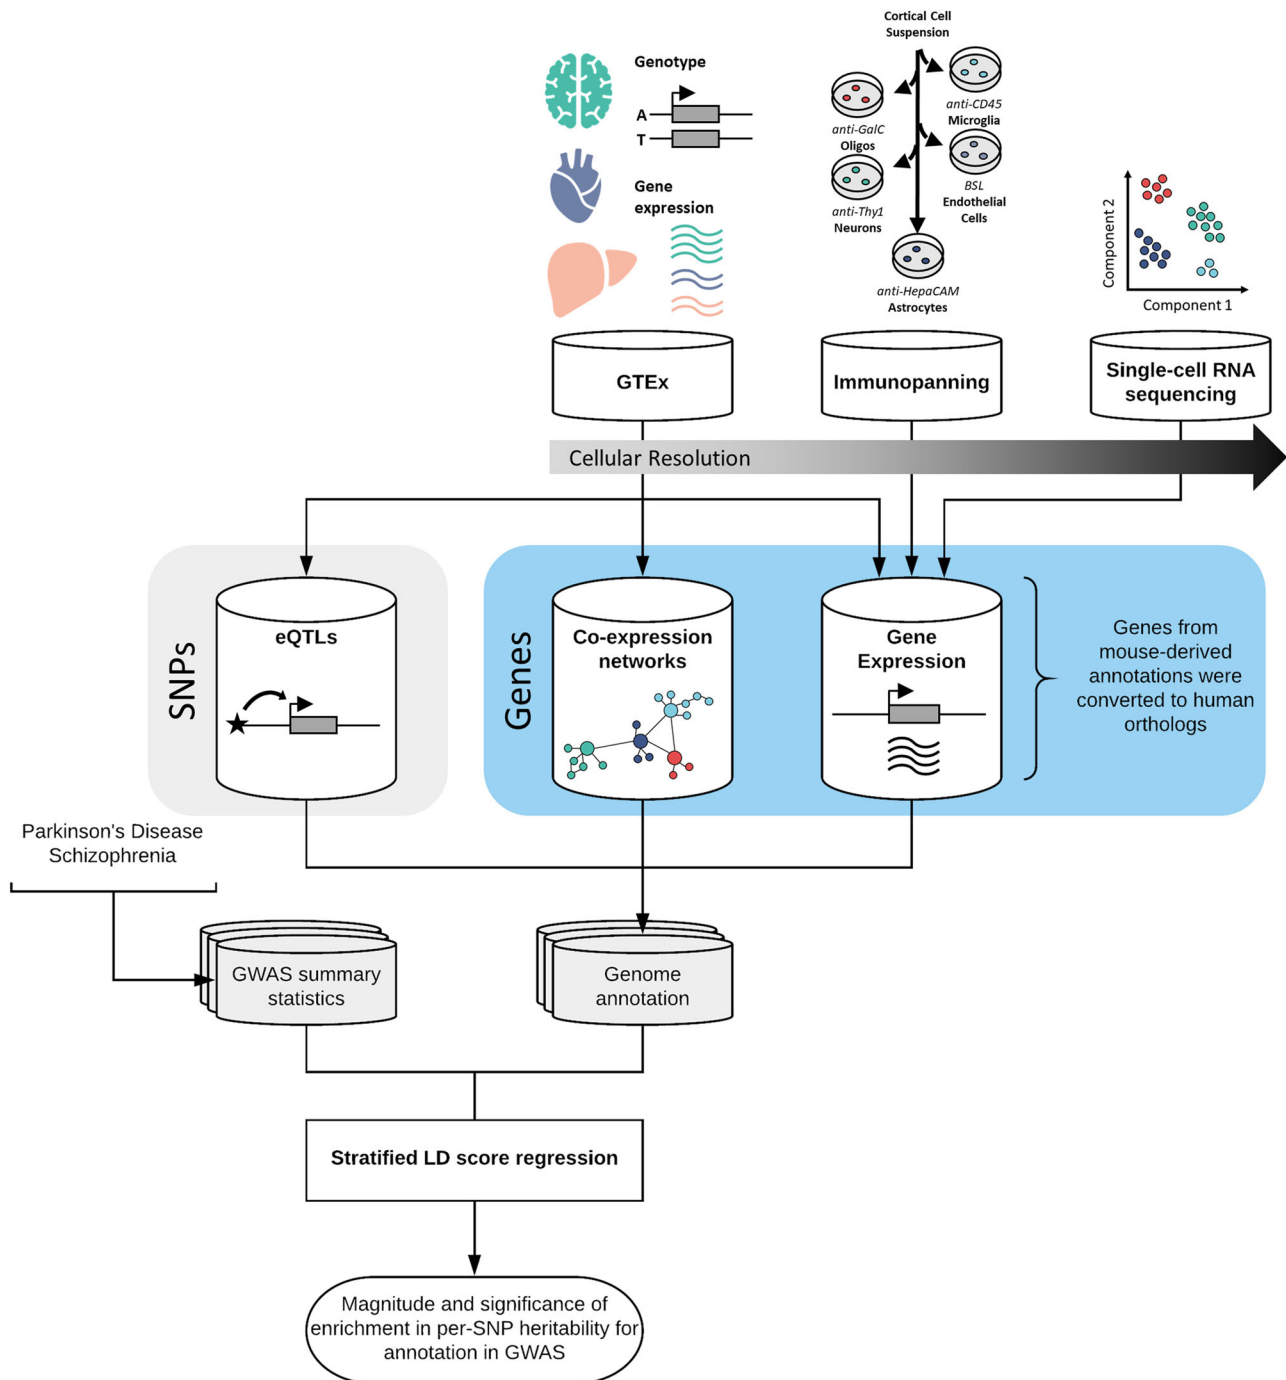 Genotype
A
T
Gene
expression
Cortical Cell
Suspension
anti-CD45
Microglia
anti-GalC
Oligos
BSL
Endothelial
Cells
anti-Thy1
Neurons
anti-HepaCAM
Astrocytes
Component 2
Component 1
GTEx
Immunopanning
Single-cell RNA
sequencing
Cellular Resolution
SNPs
eQTLs
Genes
Co-expression
networks
Gene
Expression
Genes from
mouse-derived
annotations were
converted to human
orthologs
Parkinson's Disease
Schizophrenia
GWAS summary
statistics
Genome
annotation
Stratified LD score regression
Magnitude and significance of
enrichment in per-SNP heritability for
annotation in GWAS